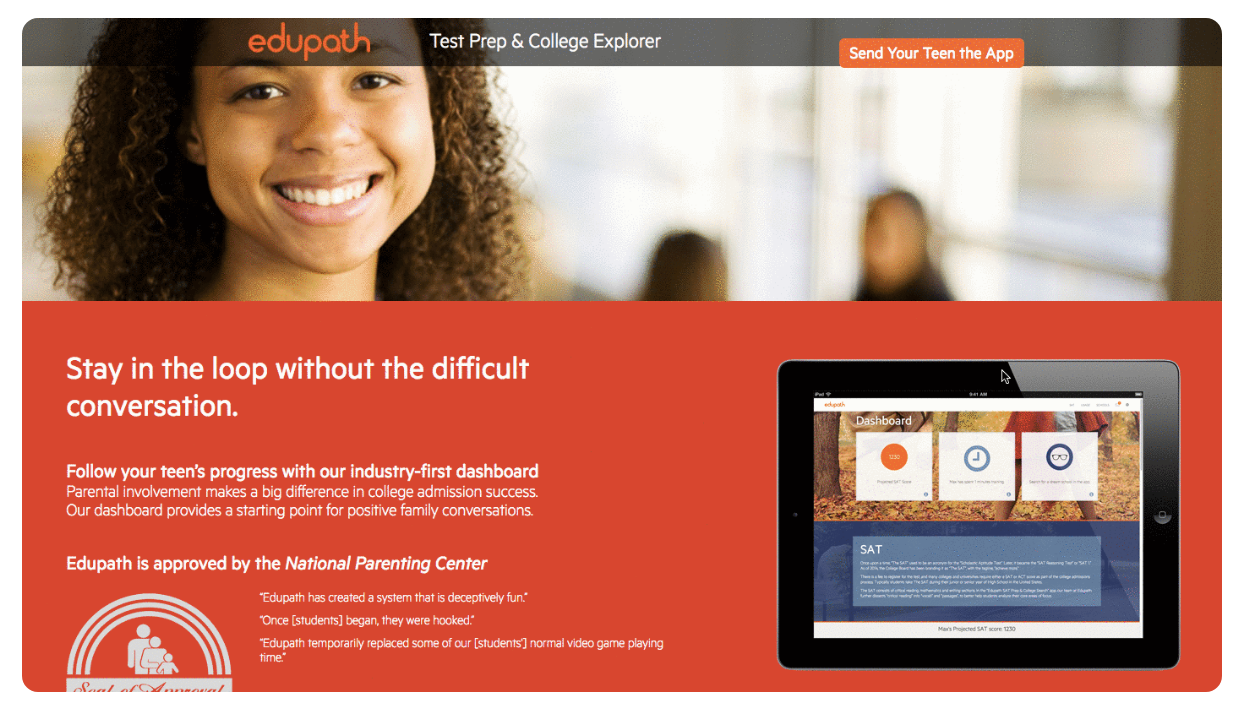 edupath
Test Prep & College Explorer
Send Your Teen the App
Stay in the loop without the difficult
conversation.
Follow your teen's progress with our industry-first dashboard
Parental involvement makes a big difference in college admission success.
Our dashboard provides a starting point for positive family conversations.
Edupath is approved by the National Parenting Center
"Edupath has created a system that is deceptively fun."
"Once [students] began, they were hooked."
"Edupath temporarily replaced some of our [students'] normal video game playing
time."
Seal of Approval
iPad
9:41 AM
edupath
Dashboard
1230
Projected SAT Score
Max has spent 1 minutes training
Search for a dream school in the app
SAT
Max's Projected SAT score: 1230